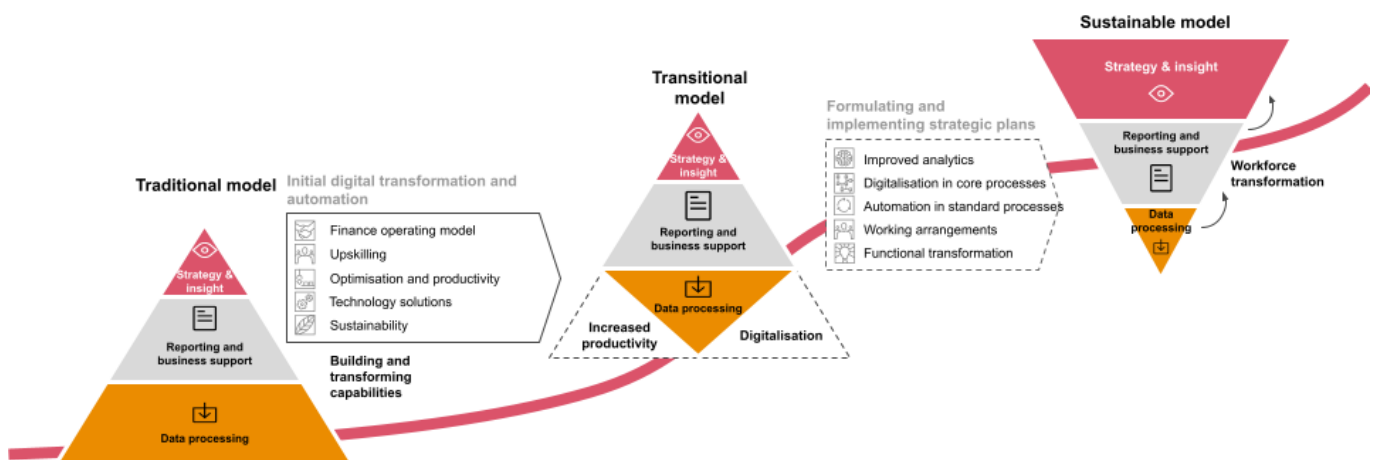 Traditional model
Strategy &
insight
Reporting and
business support
Data processing
Initial digital transformation and
automation
Finance operating model
Upskilling
Optimisation and productivity
Technology solutions
Sustainability
Building and
transforming
capabilities
Transitional
model
Strategy &
insight
Reporting and
business support
Data processing
Increased
productivity
Digitalisation
Formulating and
implementing strategic plans
Improved analytics
Digitalisation in core processes
Automation in standard processes
Working arrangements
Functional transformation
Sustainable model
Strategy & insight
Reporting and
business support
Data
processing
Workforce
transformation